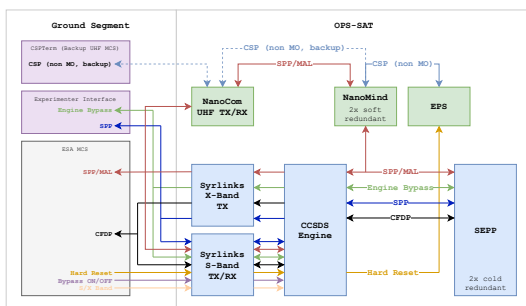 Ground Segment
OPS-SAT
CSPTerm (Backup UHF MCS)
CSP (non MO, backup)
CSP (non MO, backup)
CSP (non MO)
SPP/MAL
Experimenter Interface
Engine Bypass
SPP
NanoCom
UHF TX/RX
NanoMind
2x soft
redundant
EPS
ESA MCS
SPP/MAL
CFDP
Hard Reset
Bypass ON/OFF
S/X Band
Syrlinks
X-Band
TX
Syrlinks
S-Band
TX/RX
CCSDS
Engine
SPP/MAL
Engine Bypass
SPP
CFDP
Hard Reset
SEPP
2x cold redundant